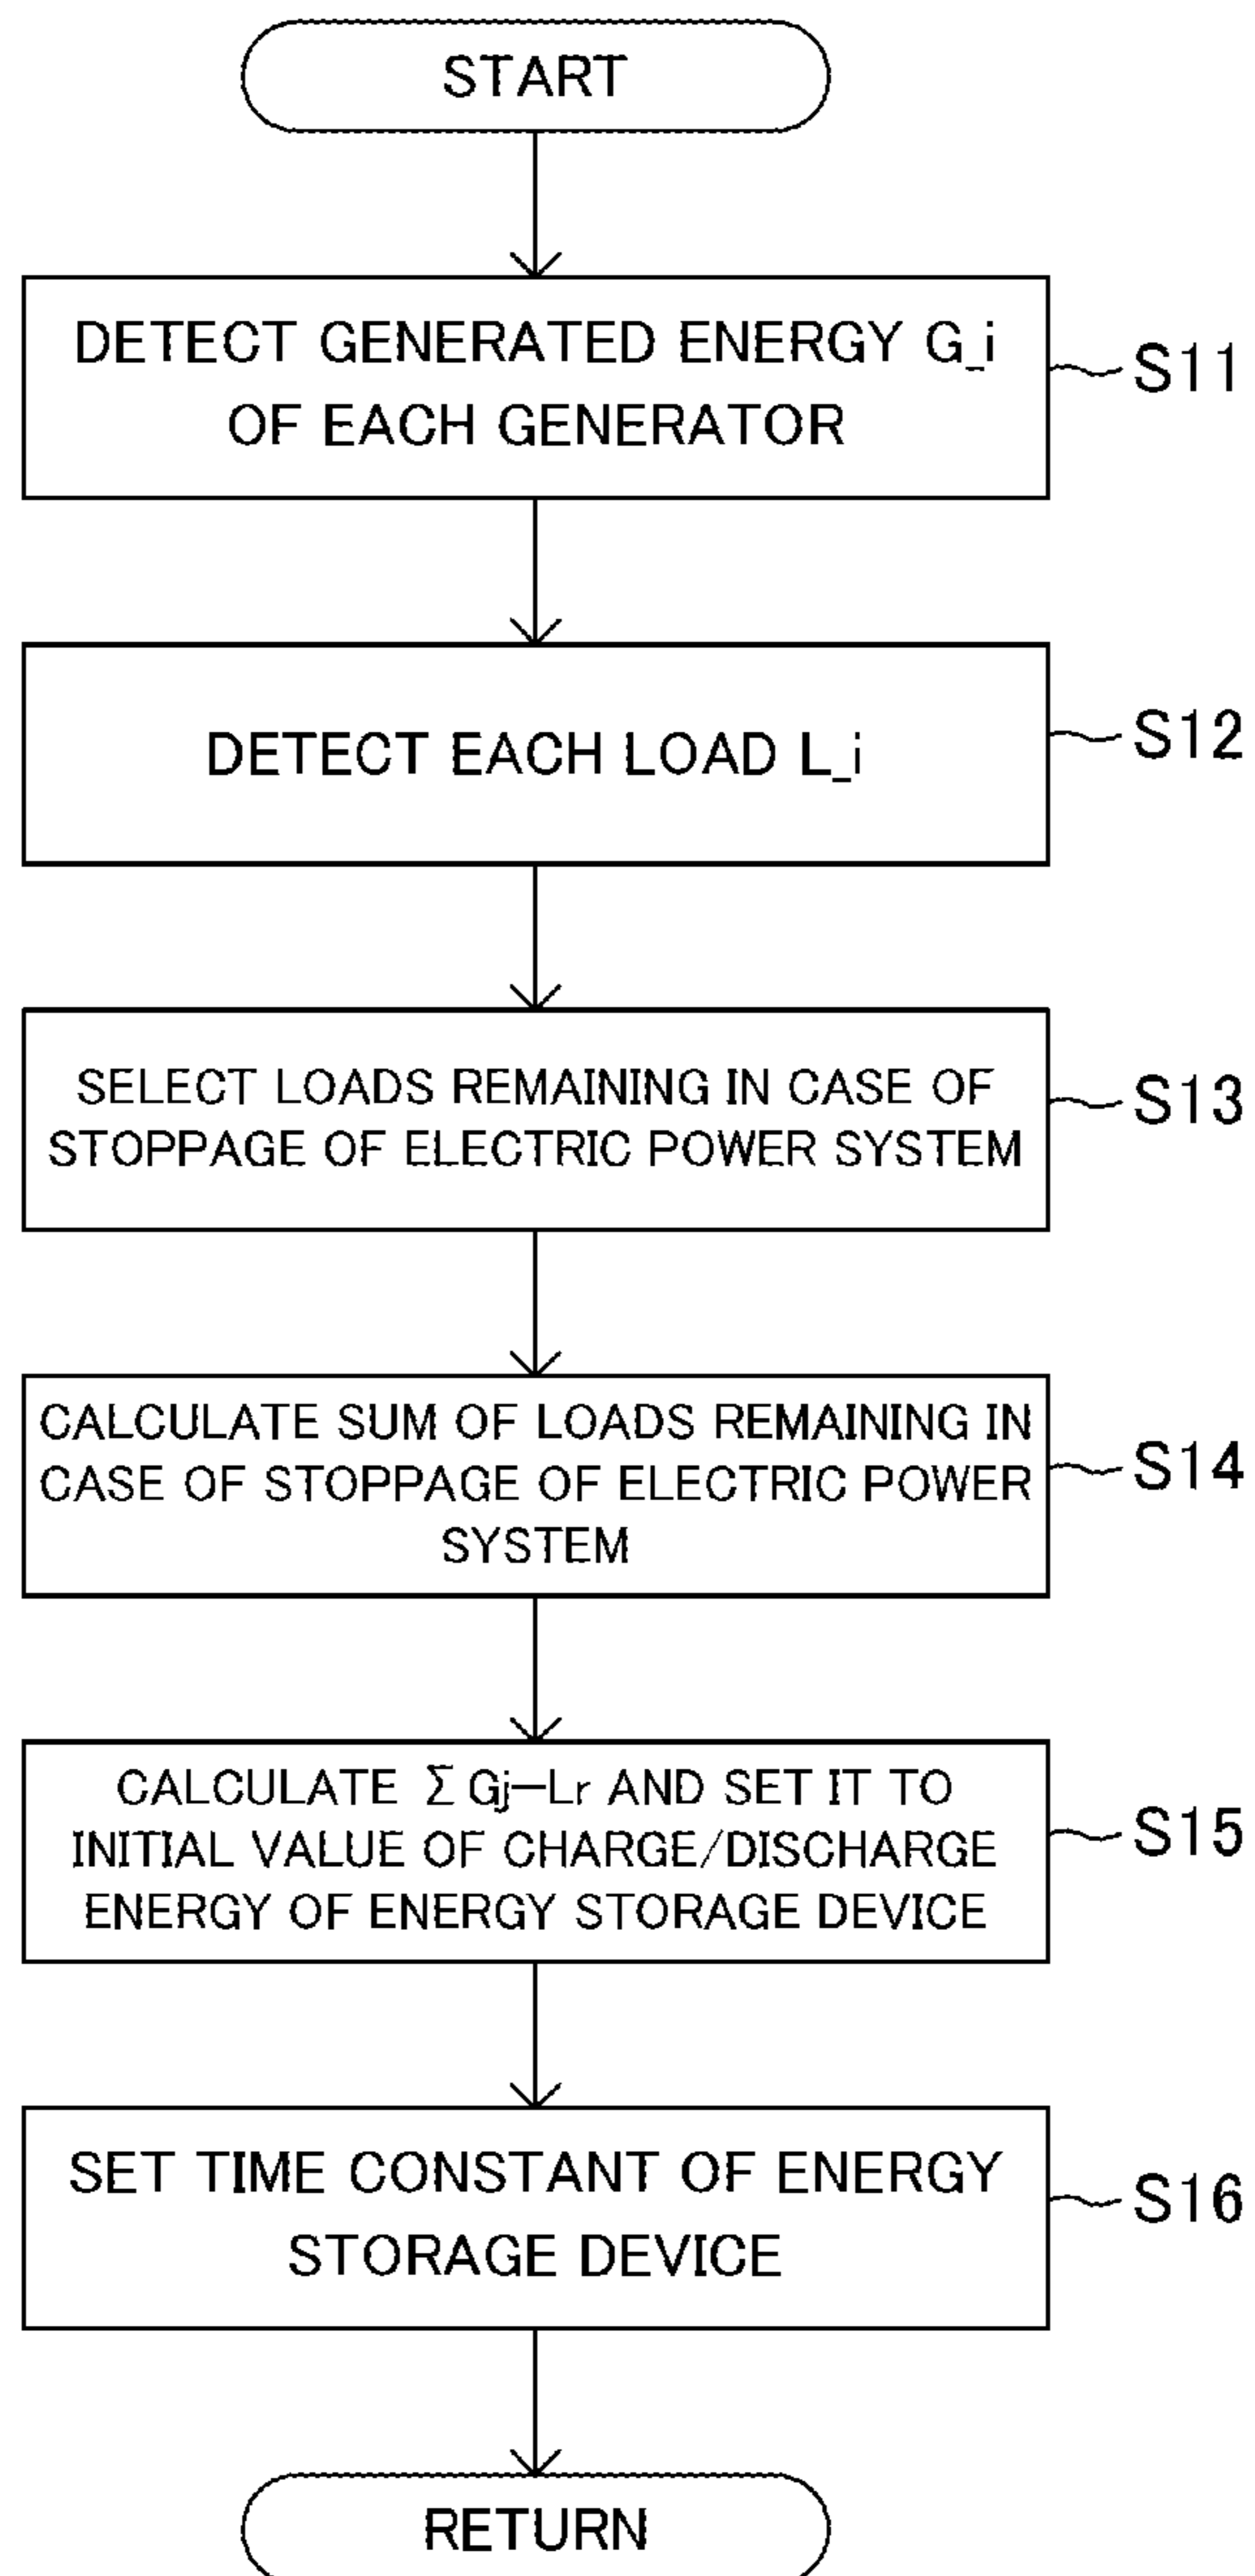 START
DETECT GENERATED ENERGY G_i
OF EACH GENERATOR
S11
DETECT EACH LOAD L_i
S12
SELECT LOADS REMAINING IN CASE OF
STOPPAGE OF ELECTRIC POWER SYSTEM
S13
CALCULATE SUM OF LOADS REMAINING IN
CASE OF STOPPAGE OF ELECTRIC POWER
SYSTEM
S14
CALCULATE ΣGj−Lr AND SET IT TO
INITIAL VALUE OF CHARGE/DISCHARGE
ENERGY OF ENERGY STORAGE DEVICE
S15
SET TIME CONSTANT OF ENERGY
STORAGE DEVICE
S16
RETURN